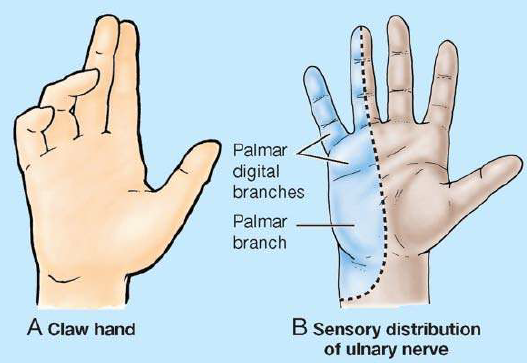 Palmar
digital
branches
Palmar
branch
A Claw hand
B Sensory distribution
of ulnary nerve